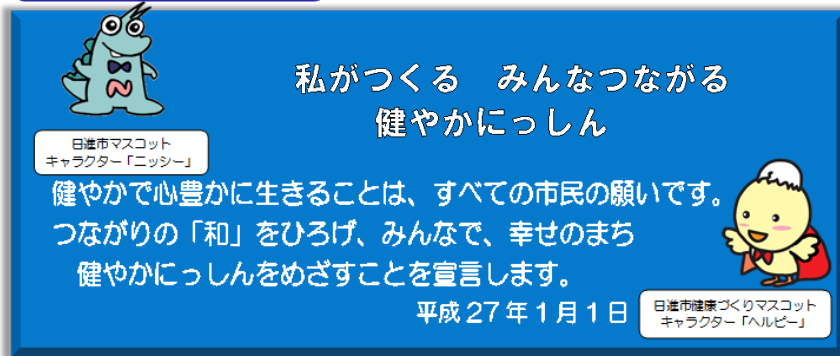 私がつくる　みんなつながる
健やかにっしん
日進市マスコット
キャラクター「ニッシー」
健やかで心豊かに生きることは、すべての市民の願いです。
つながりの「和」をひろげ、みんなで、幸せのまち
健やかにっしんをめざすことを宣言します。
平成27年1月1日
日進市健康づくりマスコット
キャラクター「ヘルピー」